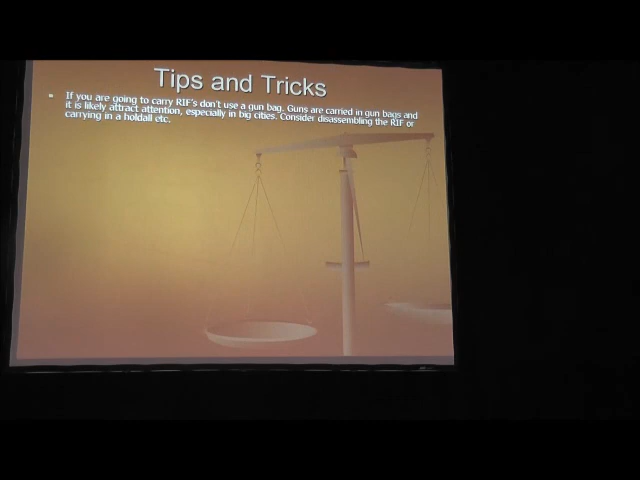 Tips and Tricks
If you are going to carry RIF's don't use a gun bag. Guns are carried in gun bags and
it is likely attract attention, especially in big cities. Consider disassembling the RIF or
carrying in a holdall etc.